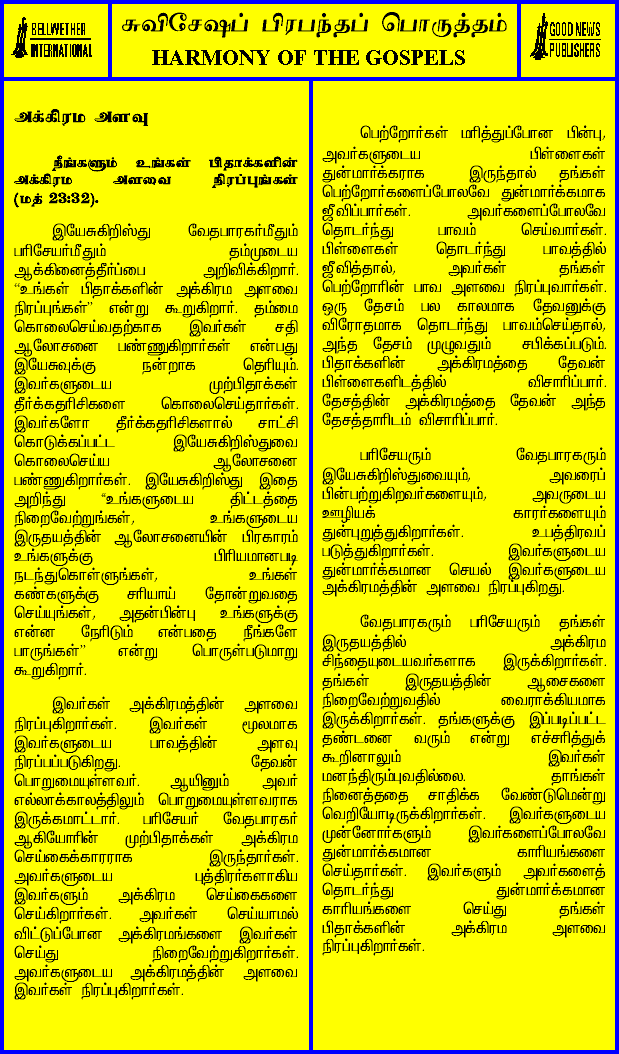 BELLWETHER
INTERNATIONAL
சுவிசேஷப் பிரபந்தப் பொருத்தம்
HARMONY OF THE GOSPELS
GOOD NEWS
PUBLISHERS
அக்கிரம அளவு
நீங்களும் உங்கள் பிதாக்களின்
அக்கிரம அளவை நிரப்புங்கள்
(மத் 23:32).
இயேசுகிறிஸ்து வேதபாரகர்மீதும்
பரிசேயர்மீதும் தம்முடைய
ஆக்கினைத்தீர்ப்பை அறிவிக்கிறார்.
“உங்கள் பிதாக்களின் அக்கிரம அளவை
நிரப்புங்கள்” என்று கூறுகிறார். தம்மை
கொலைசெய்வதற்காக இவர்கள் சதி
ஆலோசனை பண்ணுகிறார்கள் என்பது
இயேசுவுக்கு நன்றாக தெரியும்.
இவர்களுடைய முற்பிதாக்கள்
தீர்க்கதரிசிகளை கொலைசெய்தார்கள்.
இவர்களோ தீர்க்கதரிசிகளால் சாட்சி
கொடுக்கப்பட்ட இயேசுகிறிஸ்துவை
கொலைசெய்ய ஆலோசனை
பண்ணுகிறார்கள். இயேசுகிறிஸ்து இதை
அறிந்து “உங்களுடைய திட்டத்தை
நிறைவேற்றுங்கள், உங்களுடைய
இருதயத்தின் ஆலோசனையின் பிரகாரம்
உங்களுக்கு பிரியமானபடி
நடந்துகொள்ளுங்கள், உங்கள்
கண்களுக்கு சரியாய் தோன்றுவதை
செய்யுங்கள், அதன்பின்பு உங்களுக்கு
என்ன நேரிடும் என்பதை நீங்களே
பாருங்கள்” என்று பொருள்படுமாறு
கூறுகிறார்.
இவர்கள் அக்கிரமத்தின் அளவை
நிரப்புகிறார்கள். இவர்கள் மூலமாக
இவர்களுடைய பாவத்தின் அளவு
நிரப்பப்படுகிறது. தேவன்
பொறுமையுள்ளவர். ஆயினும் அவர்
எல்லாக்காலத்திலும் பொறுமையுள்ளவராக
இருக்கமாட்டார். பரிசேயர் வேதபாரகர்
ஆகியோரின் முற்பிதாக்கள் அக்கிரம
செய்கைக்காரராக இருந்தார்கள்.
அவர்களுடைய புத்திரர்களாகிய
இவர்களும் அக்கிரம செய்கைகளை
செய்கிறார்கள். அவர்கள் செய்யாமல்
விட்டுப்போன அக்கிரமங்களை இவர்கள்
செய்து நிறைவேற்றுகிறார்கள்.
அவர்களுடைய அக்கிரமத்தின் அளவை
இவர்கள் நிரப்புகிறார்கள்.
பெற்றோர்கள் மரித்துப்போன பின்பு,
அவர்களுடைய பிள்ளைகள்
துன்மார்க்கராக இருந்தால் தங்கள்
பெற்றோர்களைப்போலவே துன்மார்க்கமாக
ஜீவிப்பார்கள். அவர்களைப்போலவே
தொடர்ந்து பாவம் செய்வார்கள்.
பிள்ளைகள் தொடர்ந்து பாவத்தில்
ஜீவித்தால், அவர்கள் தங்கள்
பெற்றோரின் பாவ அளவை நிரப்புவார்கள்.
ஒரு தேசம் பல காலமாக தேவனுக்கு
விரோதமாக தொடர்ந்து பாவம்செய்தால்,
அந்த தேசம் முழுவதும் சபிக்கப்படும்.
பிதாக்களின் அக்கிரமத்தை தேவன்
பிள்ளைகளிடத்தில் விசாரிப்பார்.
தேசத்தின் அக்கிரமத்தை தேவன் அந்த
தேசத்தாரிடம் விசாரிப்பார்.
பரிசேயரும் வேதபாரகரும்
இயேசுகிறிஸ்துவையும், அவரைப்
பின்பற்றுகிறவர்களையும், அவருடைய
ஊழியக் காரர்களையும்
துன்புறுத்துகிறார்கள். உபத்திரவப்
படுத்துகிறார்கள். இவர்களுடைய
துன்மார்க்கமான செயல் இவர்களுடைய
அக்கிரமத்தின் அளவை நிரப்புகிறது.
வேதபாரகரும் பரிசேயரும் தங்கள்
இருதயத்தில் அக்கிரம
சிந்தையுடையவர்களாக இருக்கிறார்கள்.
தங்கள் இருதயத்தின் ஆசைகளை
நிறைவேற்றுவதில் வைராக்கியமாக
இருக்கிறார்கள். தங்களுக்கு இப்படிப்பட்ட
தண்டனை வரும் என்று எச்சரித்துக்
கூறினாலும் இவர்கள்
மனந்திரும்புவதில்லை. தாங்கள்
நினைத்ததை சாதிக்க வேண்டுமென்று
வெறியோடிருக்கிறார்கள். இவர்களுடைய
முன்னோர்களும் இவர்களைப்போலவே
துன்மார்க்கமான காரியங்களை
செய்தார்கள். இவர்களும் அவர்களைத்
தொடர்ந்து துன்மார்க்கமான
காரியங்களை செய்து தங்கள்
பிதாக்களின் அக்கிரம அளவை
நிரப்புகிறார்கள்.